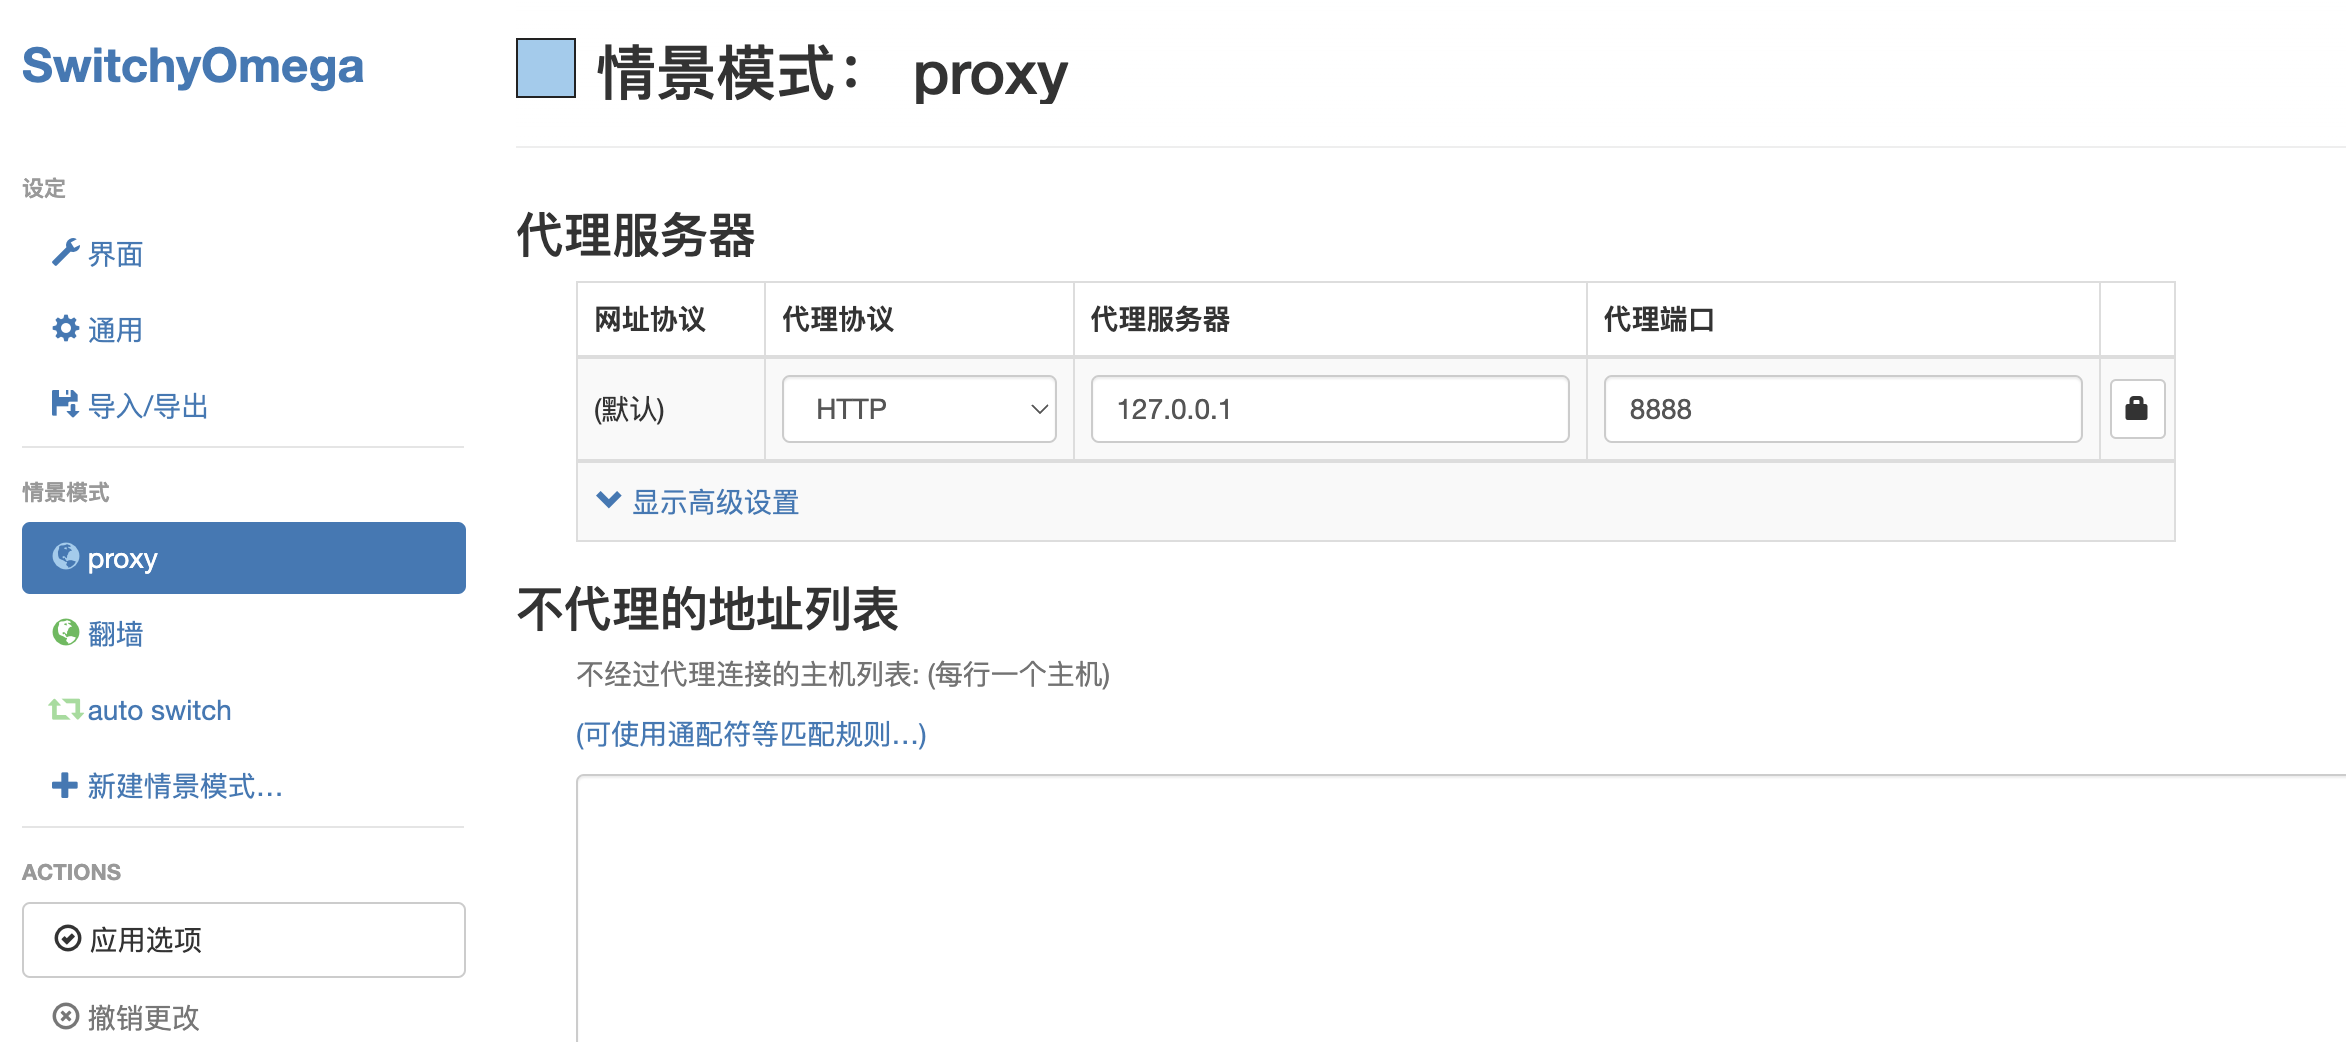 SwitchyOmega
设定
界面
通用
导入/导出
情景模式
proxy
翻墙
auto switch
新建情景模式...
ACTIONS
应用选项
撤销更改
情景模式： proxy
代理服务器
网址协议 代理协议 代理服务器 代理端口
(默认) HTTP 127.0.0.1 8888
显示高级设置
不代理的地址列表
不经过代理连接的主机列表: (每行一个主机)
(可使用通配符等匹配规则...)